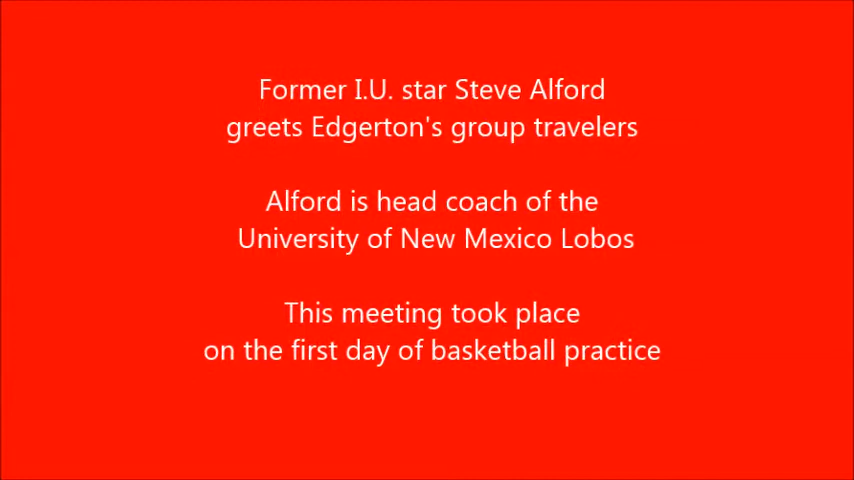 Former I.U. star Steve Alford
greets Edgerton's group travelers
Alford is head coach of the
University of New Mexico Lobos
This meeting took place
on the first day of basketball practice